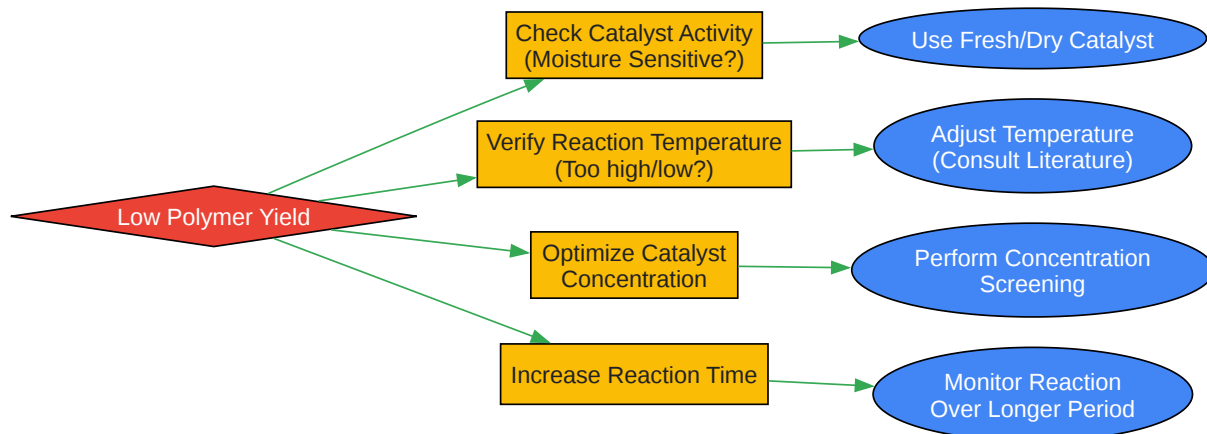 Low Polymer Yield
Check Catalyst Activity
(Moisture Sensitive?)
Use Fresh/Dry Catalyst
Verify Reaction Temperature
(Too high/low?)
Adjust Temperature
(Consult Literature)
Optimize Catalyst
Concentration
Perform Concentration
Screening
Increase Reaction Time
Monitor Reaction
Over Longer Period